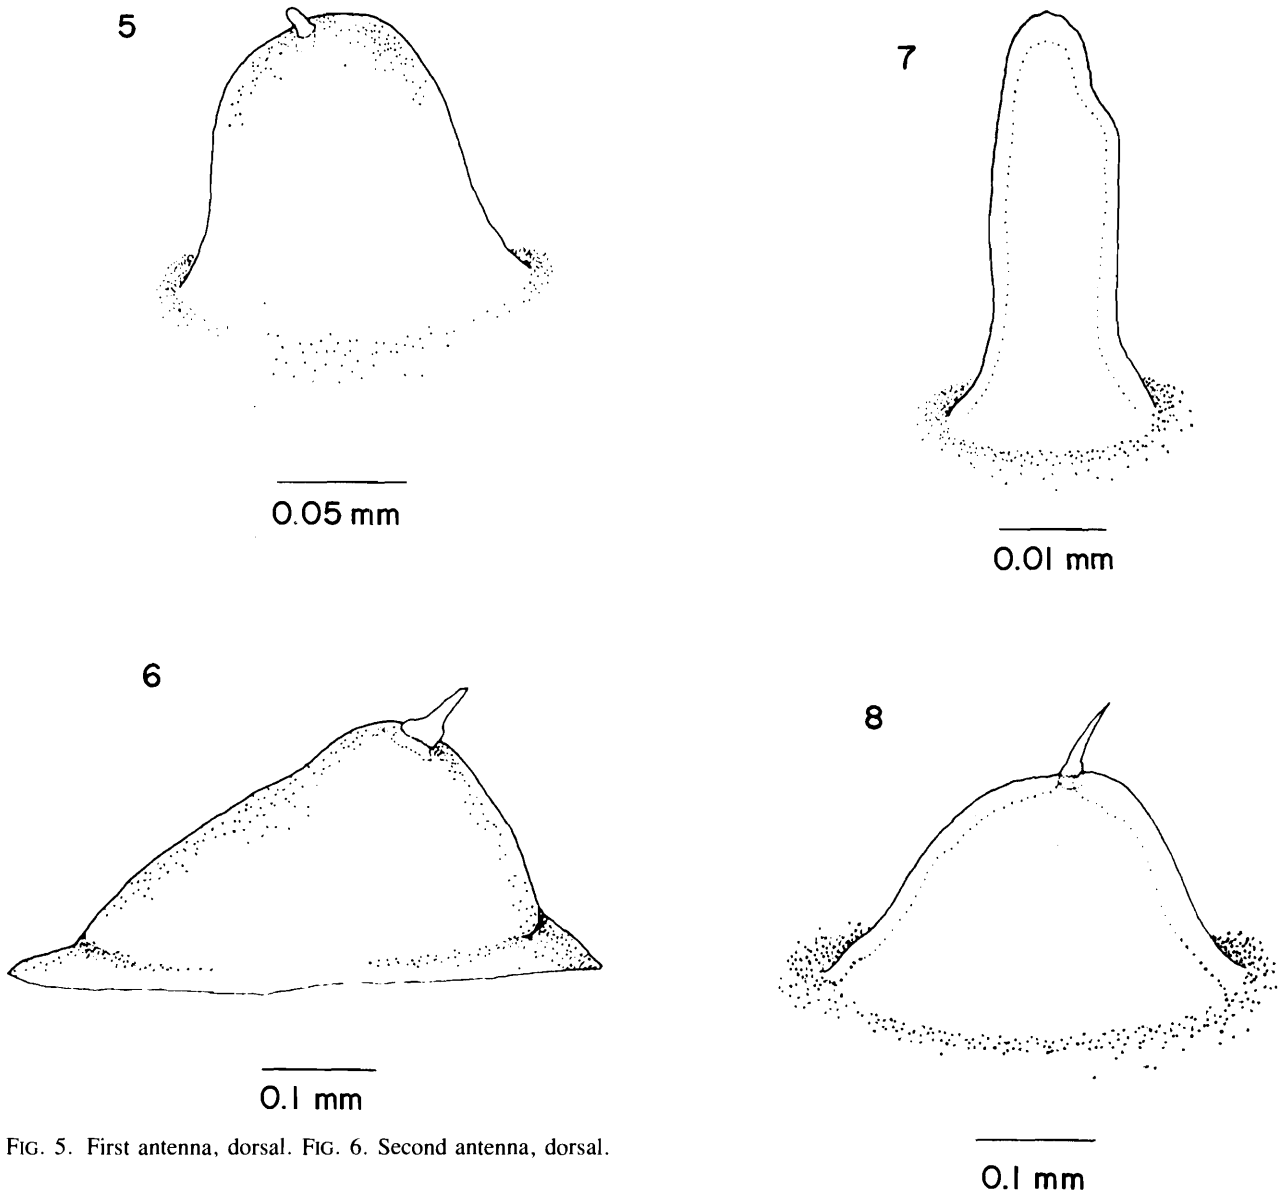 5
7
0.05 mm
0.01 mm
6
8
0.1 mm
FIG. 5. First antenna, dorsal. FIG. 6. Second antenna, dorsal.
0.1 mm